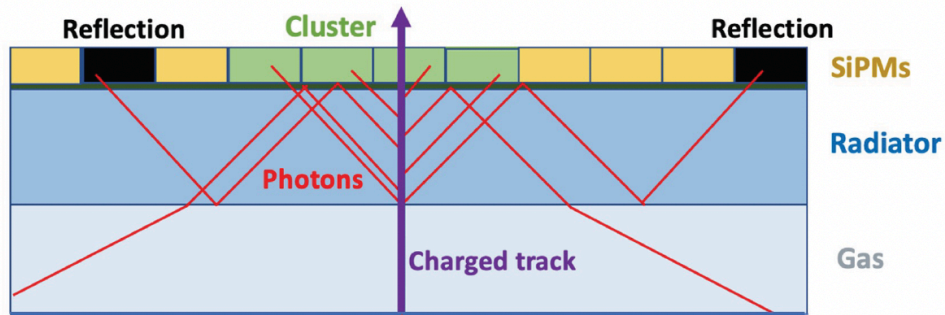 Reflection
Cluster
Reflection
SiPMs
Radiator
Photons
Charged track
Gas